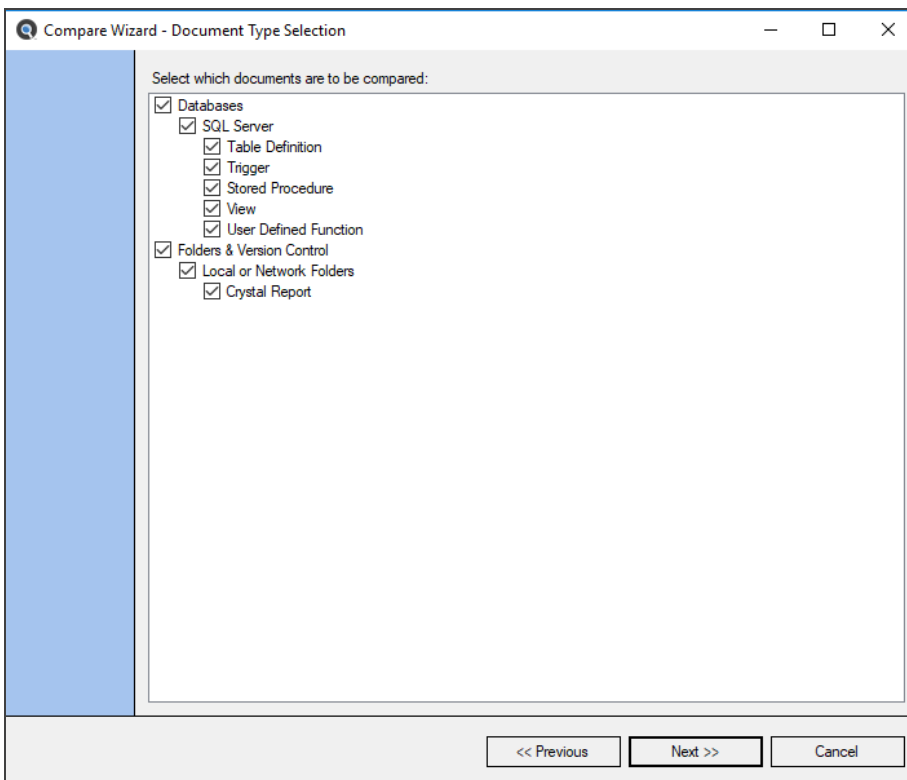 Compare Wizard - Document Type Selection
Select which documents are to be compared:
Databases
SQL Server
Table Definition
Trigger
Stored Procedure
View
User Defined Function
Folders & Version Control
Local or Network Folders
Crystal Report
<< Previous Next >> Cancel